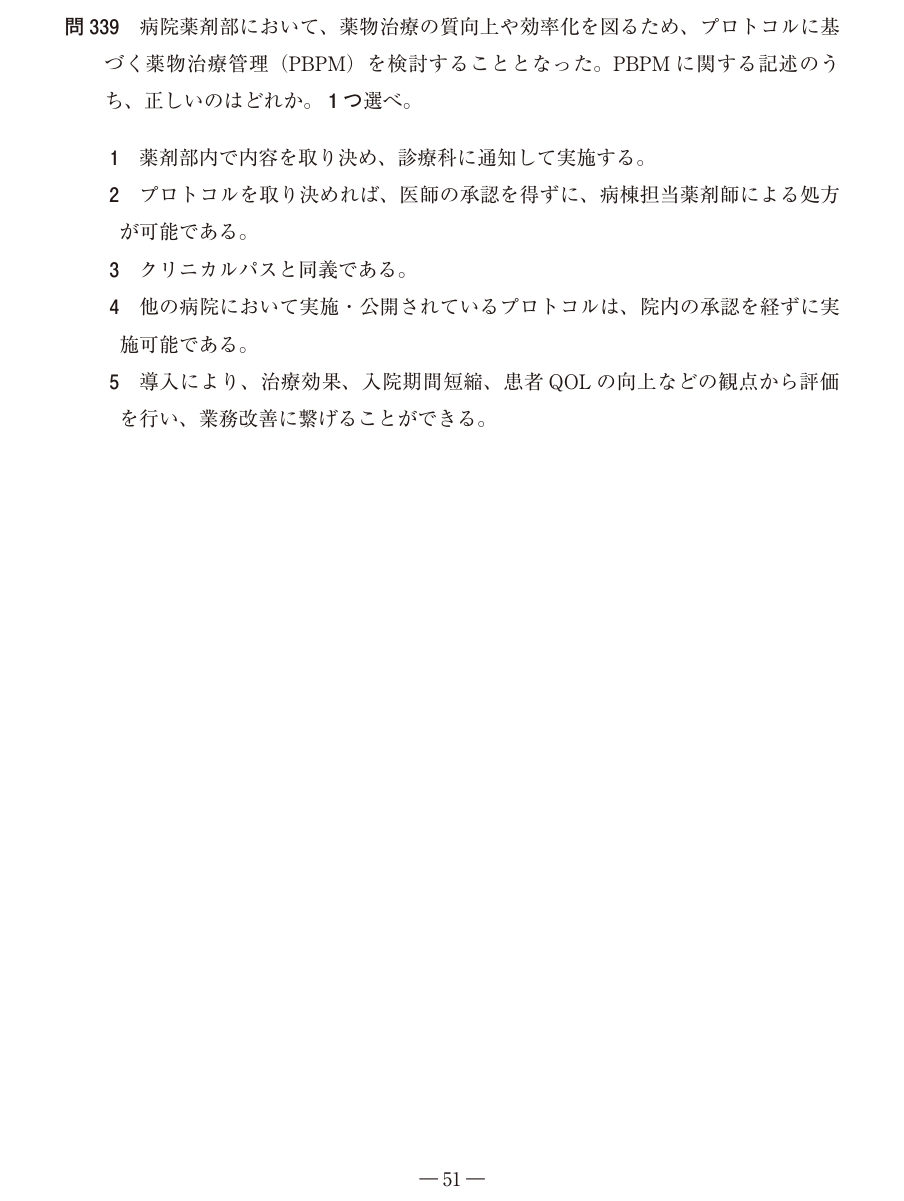 問 339 病院薬剤部において、薬物治療の質向上や効率化を図るため、プロトコルに基
づく薬物治療管理（PBPM）を検討することとなった。PBPM に関する記述のう
ち、正しいのはどれか。1つ選べ。
1 薬剤部内で内容を取り決め、診療科に通知して実施する。
2 プロトコルを取り決めれば、医師の承認を得ずに、病棟担当薬剤師による処方
が可能である。
3 クリニカルパスと同義である。
4 他の病院において実施・公開されているプロトコルは、院内の承認を経ずに実
施可能である。
5 導入により、治療効果、入院期間短縮、患者 QOL の向上などの観点から評価
を行い、業務改善に繋げることができる。
— 51 —